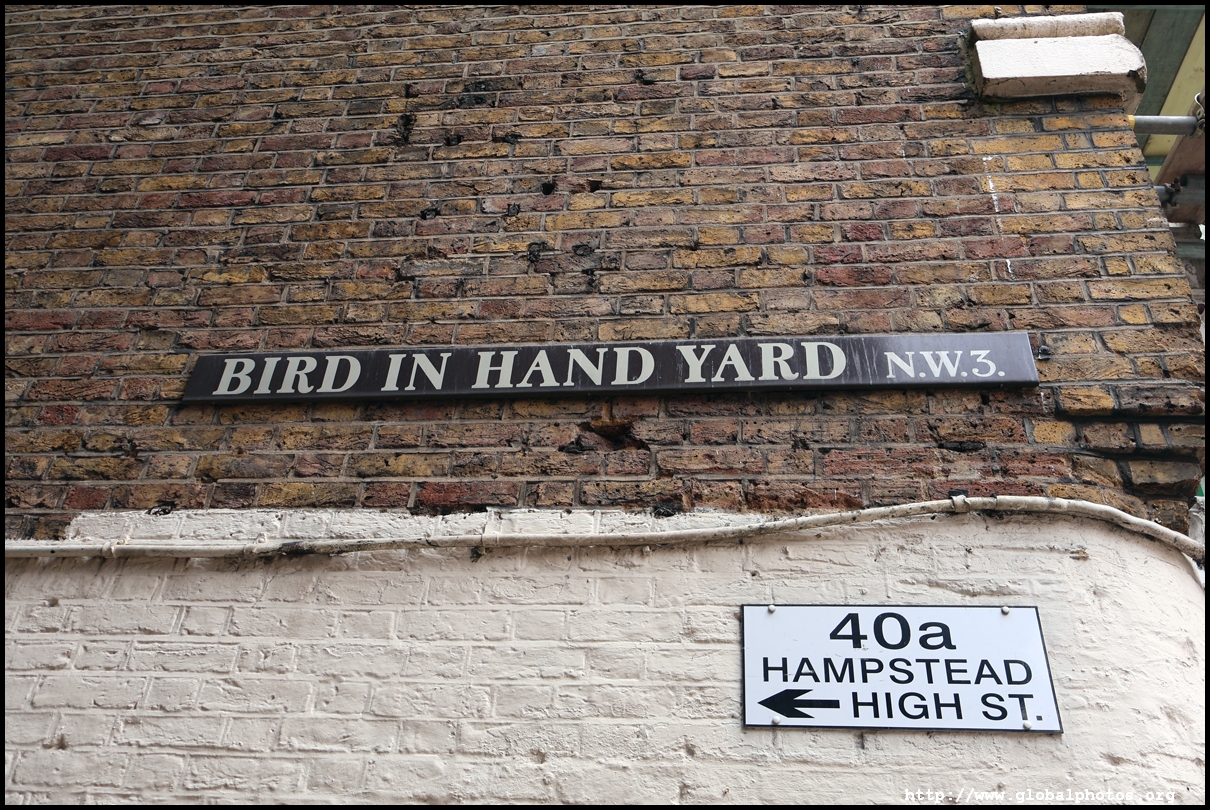 BIRD IN HAND YARD N.W.3.
40a
HAMPSTEAD
HIGH ST.
http://www.globalphotos.org